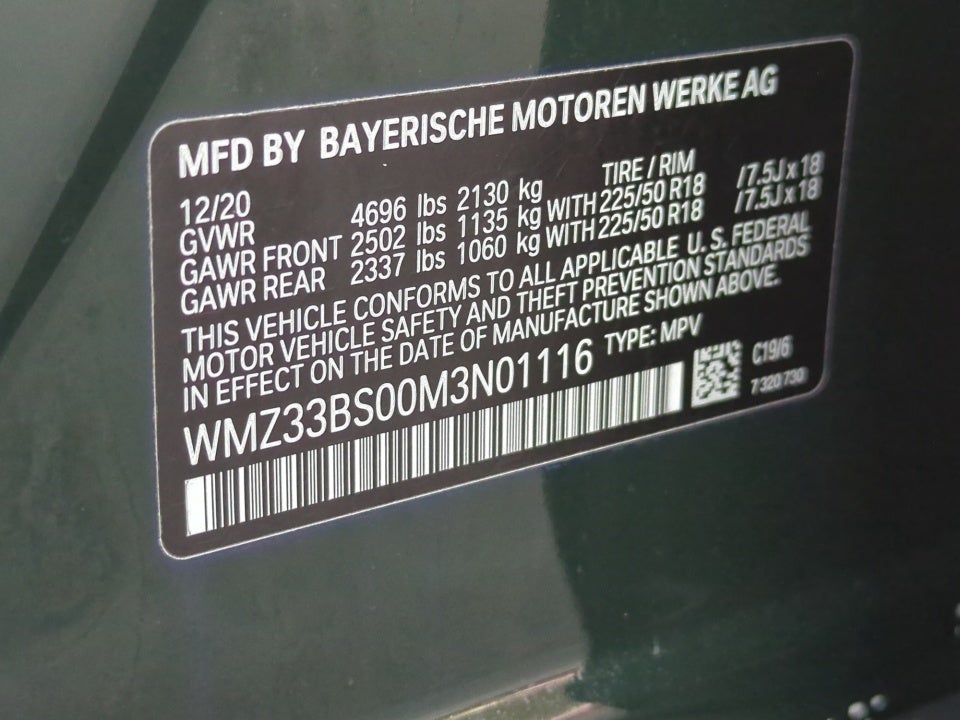 MFD BY BAYERISCHE MOTOREN WERKE AG
12/20 TIRE / RIM
GVWR 4696 lbs 2130 kg
GAWR FRONT 2502 lbs 1135 kg WITH 225/50 R18 /7.5J x 18
GAWR REAR 2337 lbs 1060 kg WITH 225/50 R18 /7.5J x 18
THIS VEHICLE CONFORMS TO ALL APPLICABLE U. S. FEDERAL
MOTOR VEHICLE SAFETY AND THEFT PREVENTION STANDARDS
IN EFFECT ON THE DATE OF MANUFACTURE SHOWN ABOVE.
WMZ33BS00M3N01116 TYPE: MPV
C19/6
7 320 730